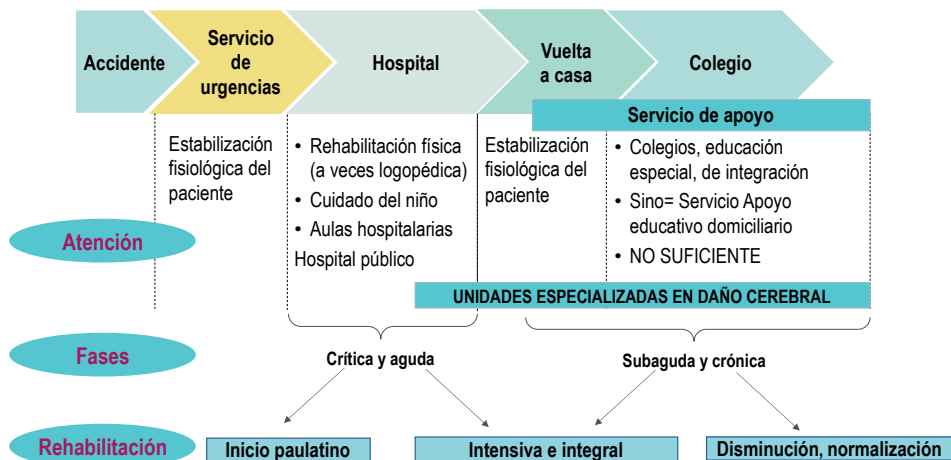 Accidente
Servicio
de
urgencias
Hospital
Vuelta
a casa
Colegio
Servicio de apoyo
Estabilización
fisiológica del
paciente
• Rehabilitación física
(a veces logopédica)
• Cuidado del niño
• Aulas hospitalarias
Hospital público
Estabilización
fisiológica del
paciente
• Colegios, educación
especial, de integración
• Sino= Servicio Apoyo
educativo domiciliario
• NO SUFICIENTE
Atención
UNIDADES ESPECIALIZADAS EN DAÑO CEREBRAL
Fases
Crítica y aguda
Subaguda y crónica
Rehabilitación
Inicio paulatino
Intensiva e integral
Disminución, normalización